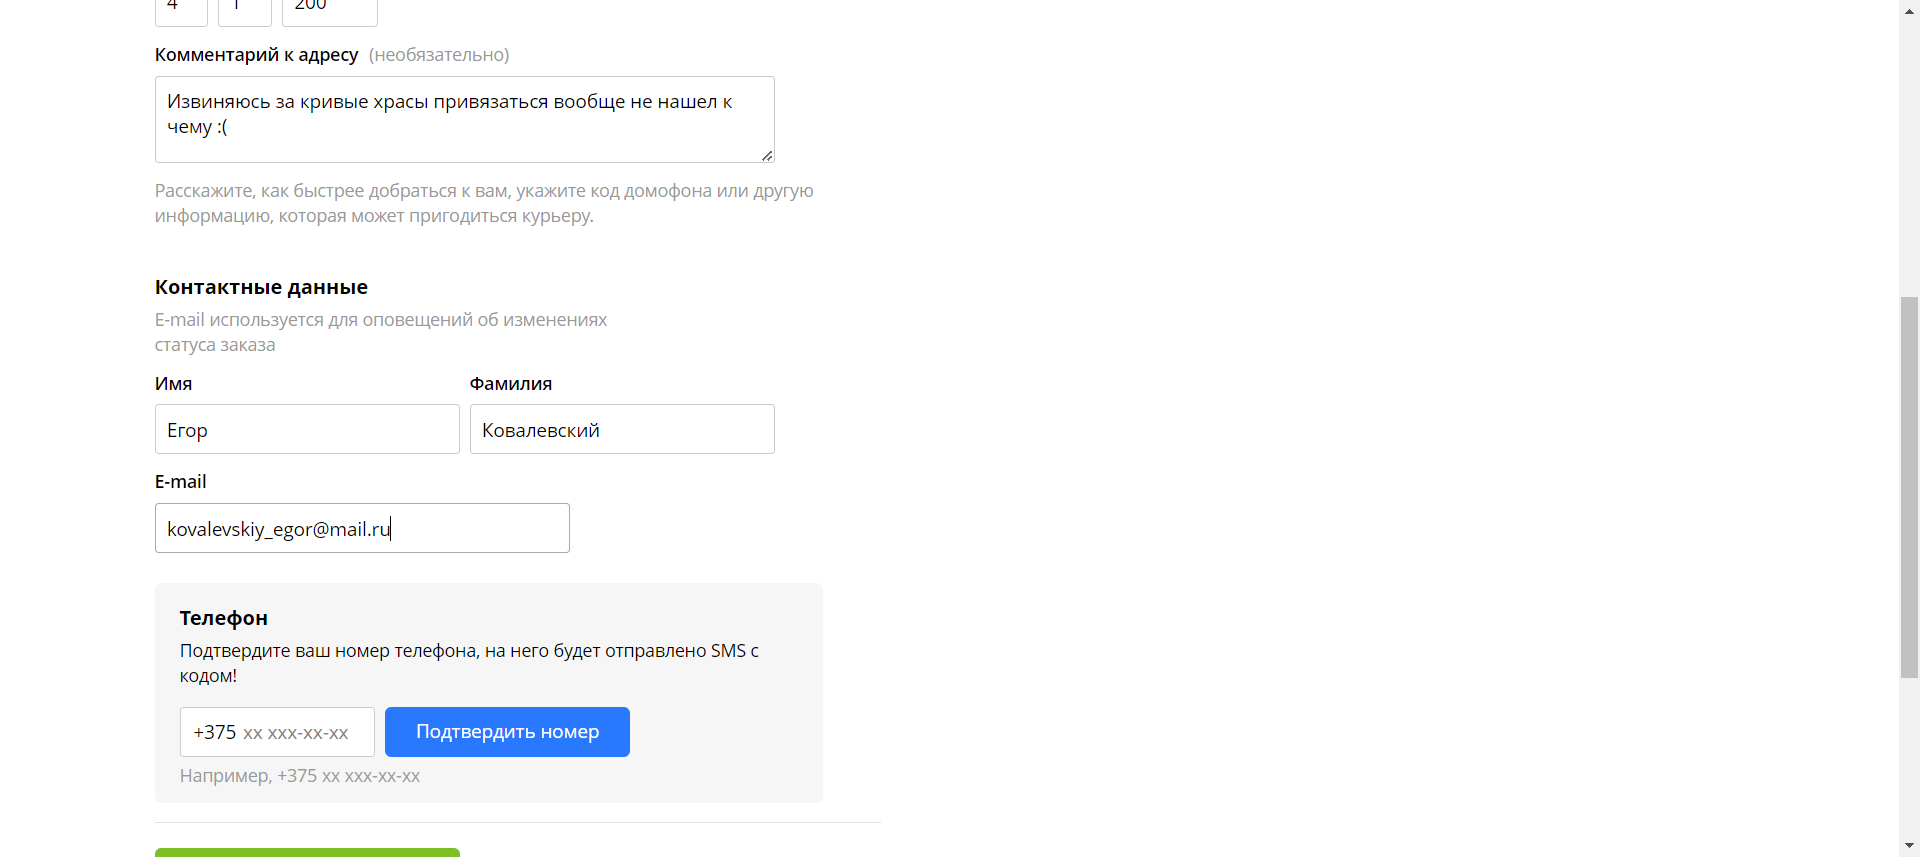 4 1 200
Комментарий к адресу (необязательно)
Извиняюсь за кривые храсы привязаться вообще не нашел к
чему :(
Расскажите, как быстрее добраться к вам, укажите код домофона или другую
информацию, которая может пригодиться курьеру.
Контактные данные
E-mail используется для оповещений об изменениях
статуса заказа
Имя Фамилия
Егор Ковалевский
E-mail
kovalevskiy_egor@mail.ru
Телефон
Подтвердите ваш номер телефона, на него будет отправлено SMS с
кодом!
+375 xx xxx-xx-xx Подтвердить номер
Например, +375 xx xxx-xx-xx